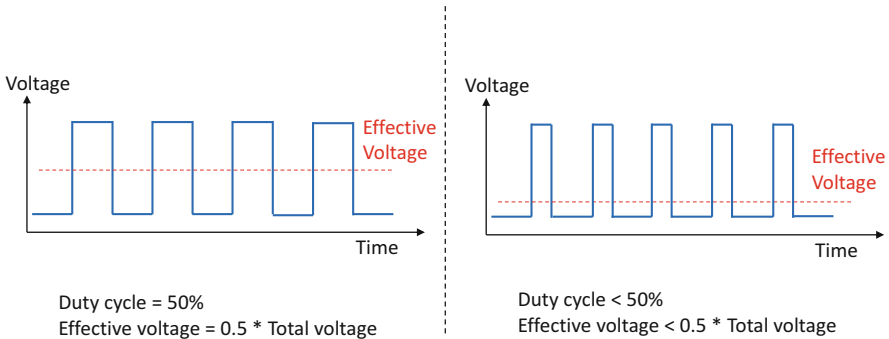 Voltage
Effective
Voltage
Time
Duty cycle = 50%
Effective voltage = 0.5 * Total voltage
Voltage
Effective
Voltage
Time
Duty cycle < 50%
Effective voltage < 0.5 * Total voltage